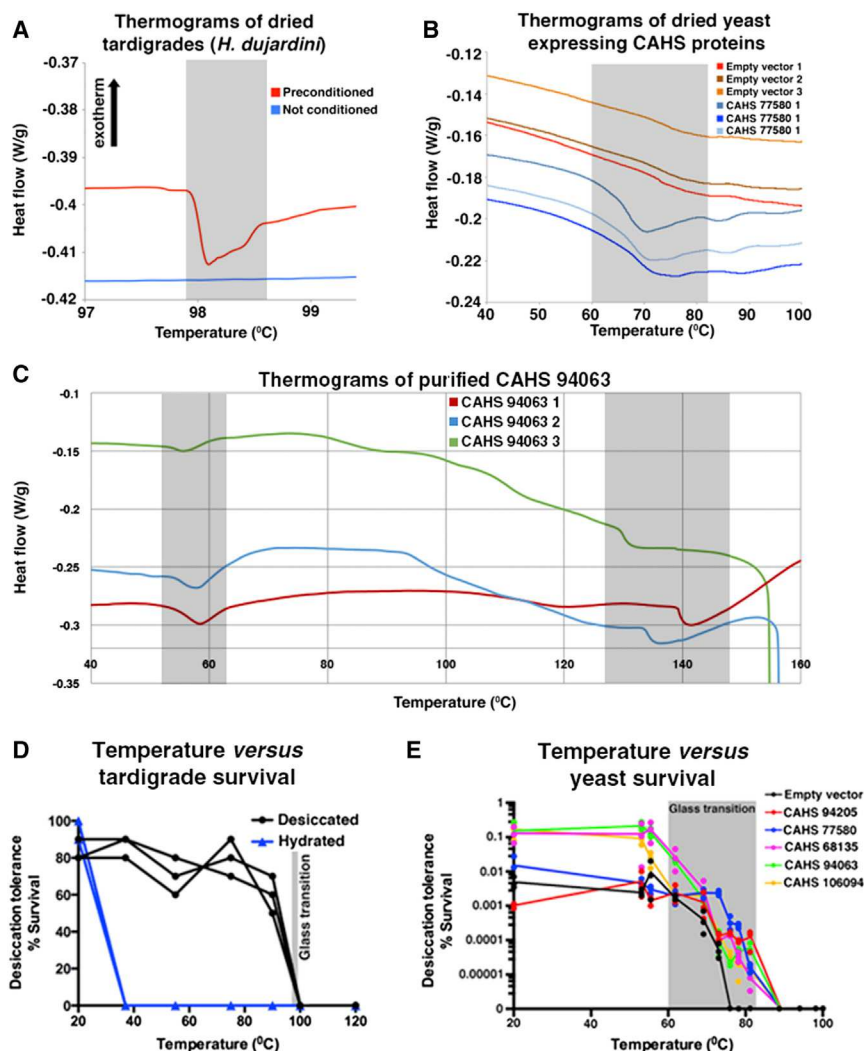 A
Thermograms of dried
tardigrades (H. dujardini)
-0.37
-0.38
-0.39
-0.4
-0.41
-0.42
Heat flow (W/g)
exotherm
Preconditioned
Not conditioned
97
98
99
Temperature (⁰C)
B
Thermograms of dried yeast
expressing CAHS proteins
-0.12
-0.14
-0.16
-0.18
-0.2
-0.22
-0.24
Heat flow (W/g)
Empty vector 1
Empty vector 2
Empty vector 3
CAHS 77580 1
CAHS 77580 1
CAHS 77580 1
40
50
60
70
80
90
100
Temperature (⁰C)
C
Thermograms of purified CAHS 94063
-0.1
-0.15
-0.25
-0.3
-0.35
Heat flow (W/g)
CAHS 94063 1
CAHS 94063 2
CAHS 94063 3
40
60
80
100
120
140
160
Temperature (⁰C)
D
Temperature versus
tardigrade survival
100
80
60
40
20
0
Desiccation tolerance
% Survival
Desiccated
Hydrated
Glass transition
20
40
60
80
100
120
Temperature (⁰C)
E
Temperature versus
yeast survival
1
0.1
0.01
0.001
0.0001
0.00001
0
Desiccation tolerance
% Survival
Glass transition
Empty vector
CAHS 94205
CAHS 77580
CAHS 68135
CAHS 94063
CAHS 106094
20
40
60
80
100
Temperature (⁰C)